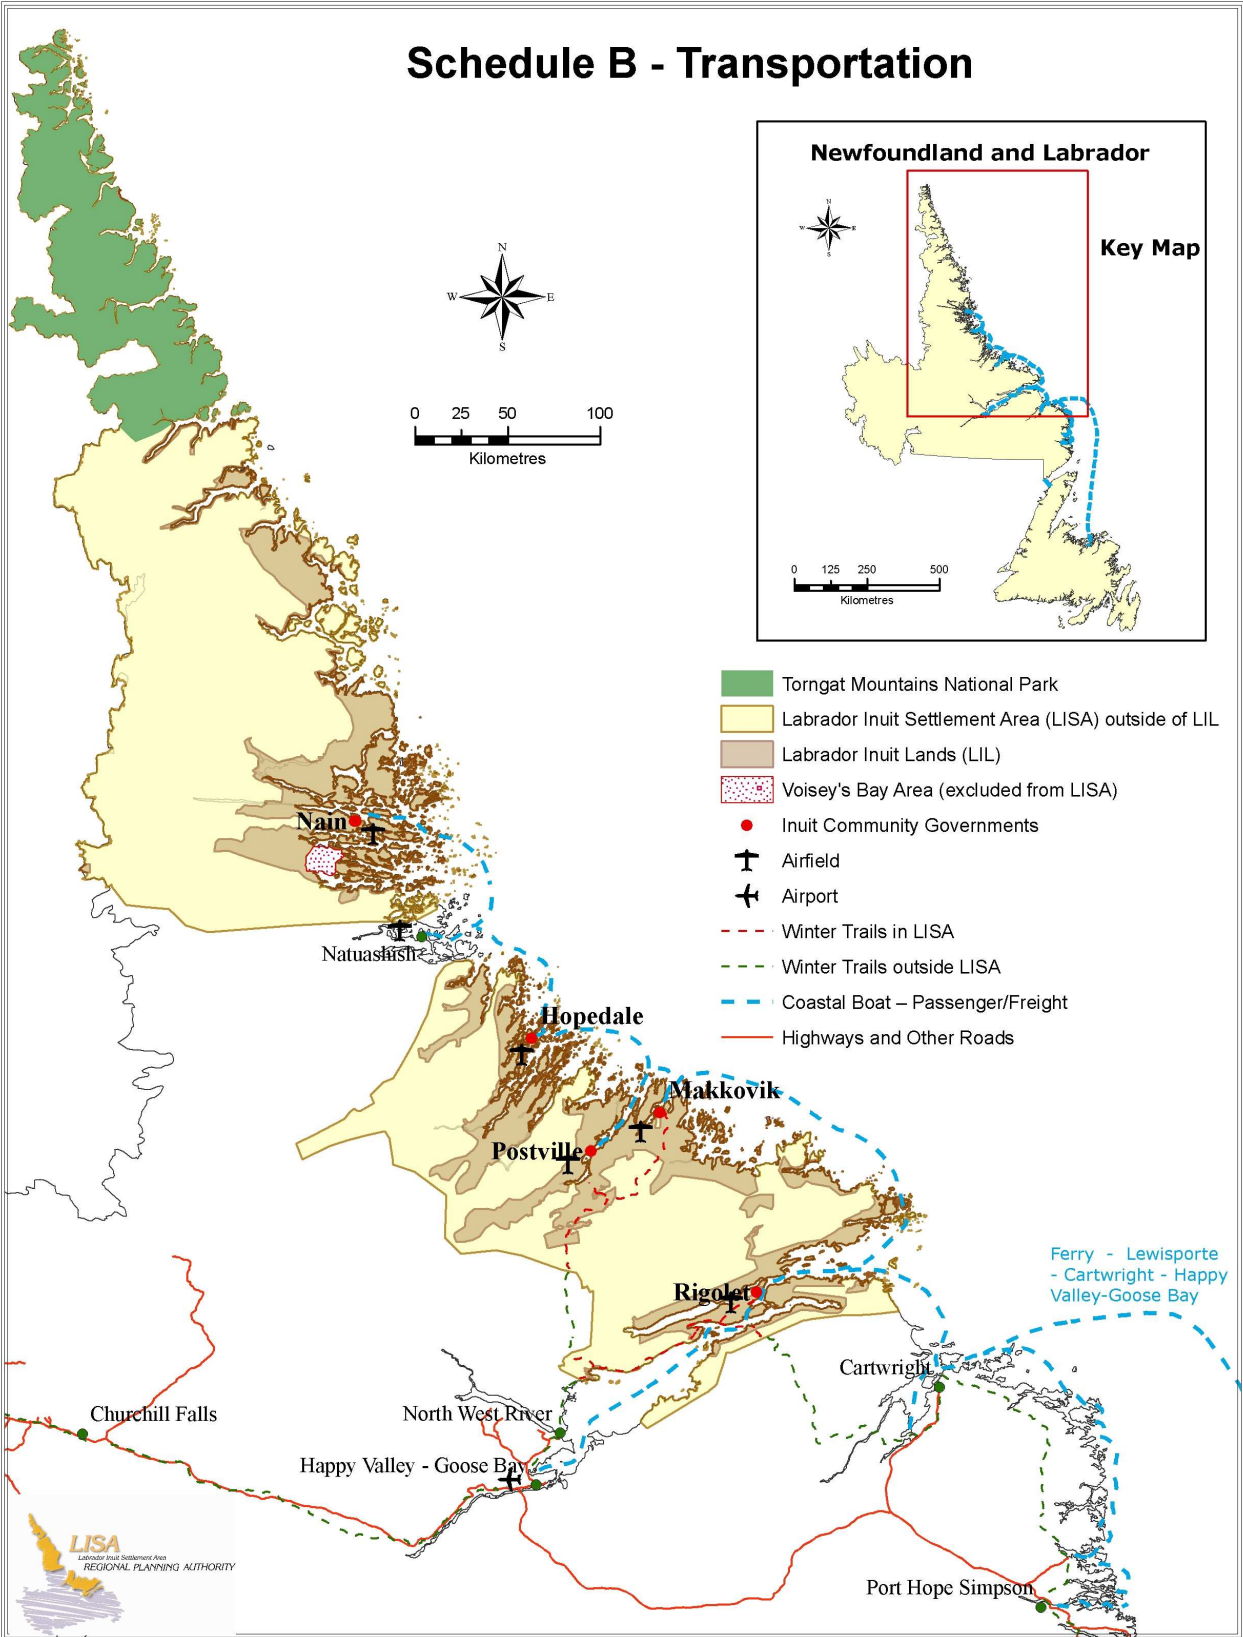 Schedule B - Transportation
Newfoundland and Labrador
N
W
E
S
Key Map
N
W
E
S
0 25 50 100
Kilometres
0 125 250 500
Kilometres
Torngat Mountains National Park
Labrador Inuit Settlement Area (LISA) outside of LIL
Labrador Inuit Lands (LIL)
Voisey's Bay Area (excluded from LISA)
Inuit Community Governments
Airfield
Airport
Winter Trails in LISA
Winter Trails outside LISA
Coastal Boat – Passenger/Freight
Highways and Other Roads
Nain
Natuashish
Hopedale
Makkovik
Postville
Rigolet
Ferry - Lewisporte
- Cartwright - Happy
Valley-Goose Bay
Cartwright
Churchill Falls
North West River
Happy Valley - Goose Bay
Port Hope Simpson
LISA
Labrador Inuit Settlement Area
REGIONAL PLANNING AUTHORITY